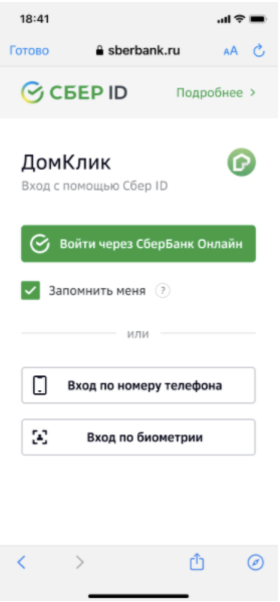 18:41
Готово sberbank.ru АА
СБЕР ID Подробнее >
ДомКлик
Вход с помощью Сбер ID
Войти через СберБанк Онлайн
Запомнить меня ?
или
Вход по номеру телефона
Вход по биометрии